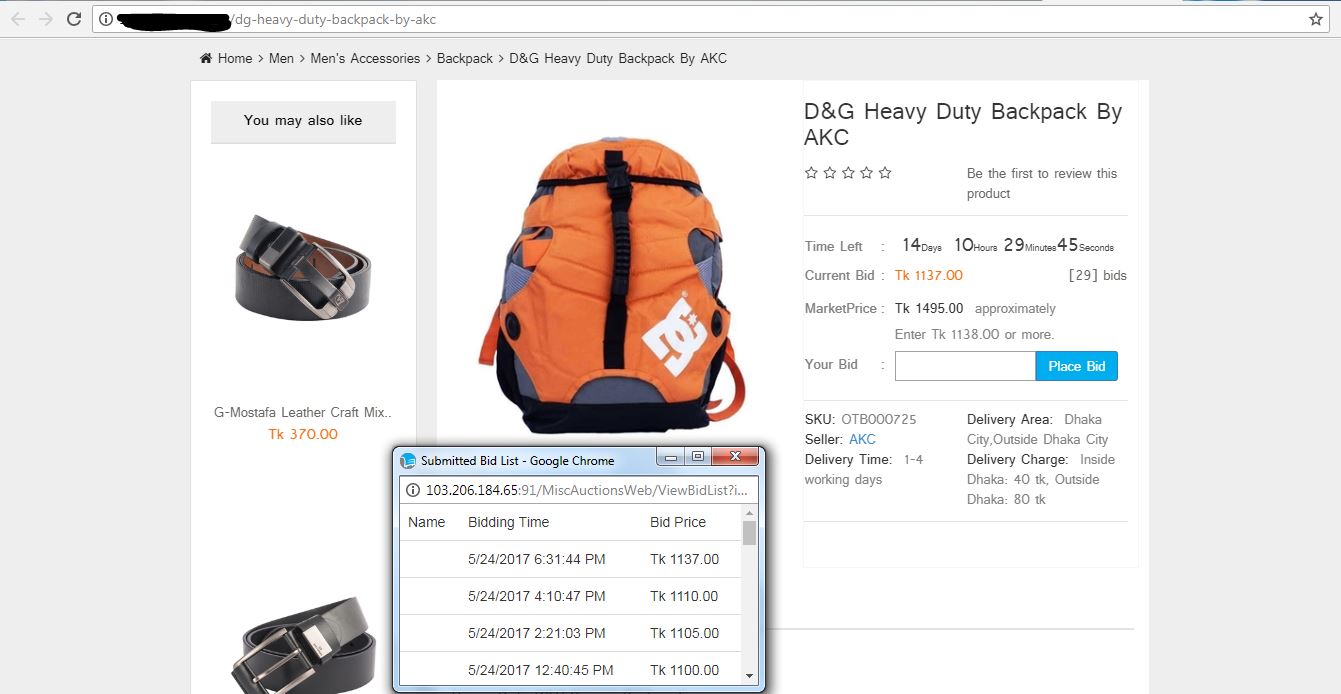 /dg-heavy-duty-backpack-by-akc
Home > Men > Men's Accessories > Backpack > D&G Heavy Duty Backpack By AKC
You may also like
G-Mostafa Leather Craft Mix..
Tk 370.00
D&G Heavy Duty Backpack By
AKC
Be the first to review this
product
Time Left : 14Days 10Hours 29Minutes45Seconds
Current Bid : Tk 1137.00 [29] bids
MarketPrice : Tk 1495.00 approximately
Enter Tk 1138.00 or more.
Your Bid : Place Bid
SKU: OTB000725
Seller: AKC
Delivery Time: 1-4
working days
Delivery Area: Dhaka
City,Outside Dhaka City
Delivery Charge: Inside
Dhaka: 40 tk, Outside
Dhaka: 80 tk
Submitted Bid List - Google Chrome
103.206.184.65:91/MiscAuctionsWeb/ViewBidList?i...
Name Bidding Time Bid Price
5/24/2017 6:31:44 PM Tk 1137.00
5/24/2017 4:10:47 PM Tk 1110.00
5/24/2017 2:21:03 PM Tk 1105.00
5/24/2017 12:40:45 PM Tk 1100.00